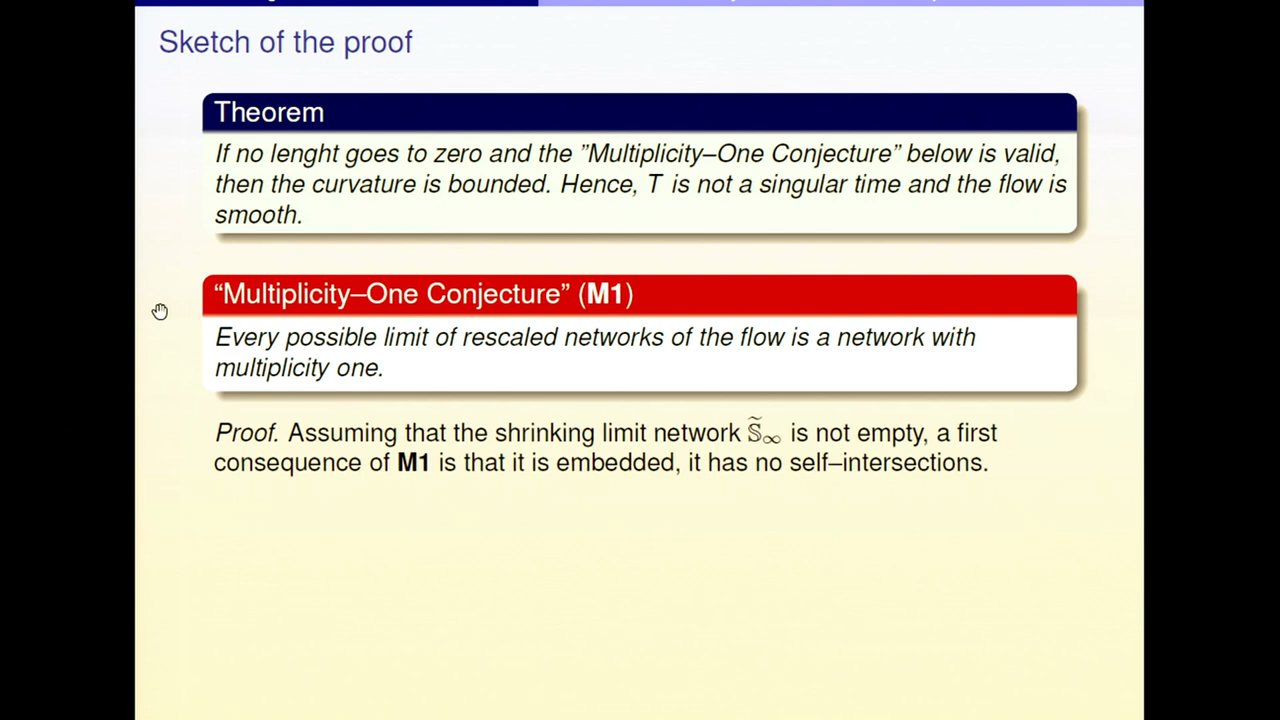 Sketch of the proof
Theorem
If no lenght goes to zero and the ”Multiplicity–One Conjecture” below is valid,
then the curvature is bounded. Hence, T is not a singular time and the flow is
smooth.
“Multiplicity–One Conjecture” (M1)
Every possible limit of rescaled networks of the flow is a network with
multiplicity one.
Proof. Assuming that the shrinking limit network 𝕊̃∞ is not empty, a first
consequence of M1 is that it is embedded, it has no self–intersections.